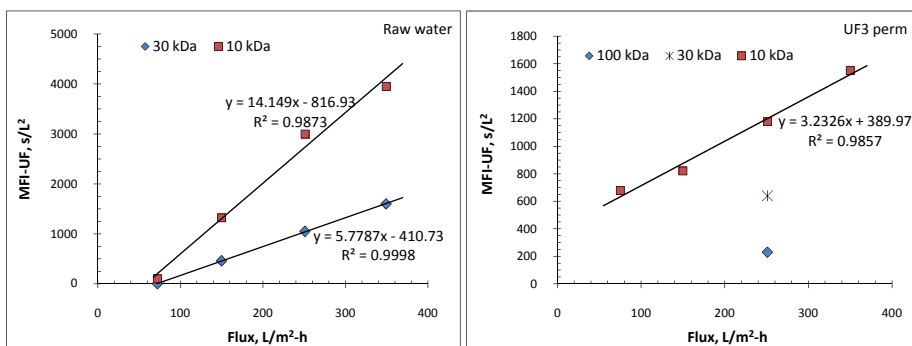 Raw water
30 kDa 10 kDa
5000
4000
3000
2000
1000
0
y = 14.149x - 816.93
R² = 0.9873
y = 5.7787x - 410.73
R² = 0.9998
0 100 200 300 400
MFI-UF, s/L²
Flux, L/m²-h
UF3 perm
100 kDa 30 kDa 10 kDa
1800
1600
1400
1200
1000
800
600
400
200
0
y = 3.2326x + 389.97
R² = 0.9857
0 100 200 300 400
MFI-UF, s/L²
Flux, L/m²-h